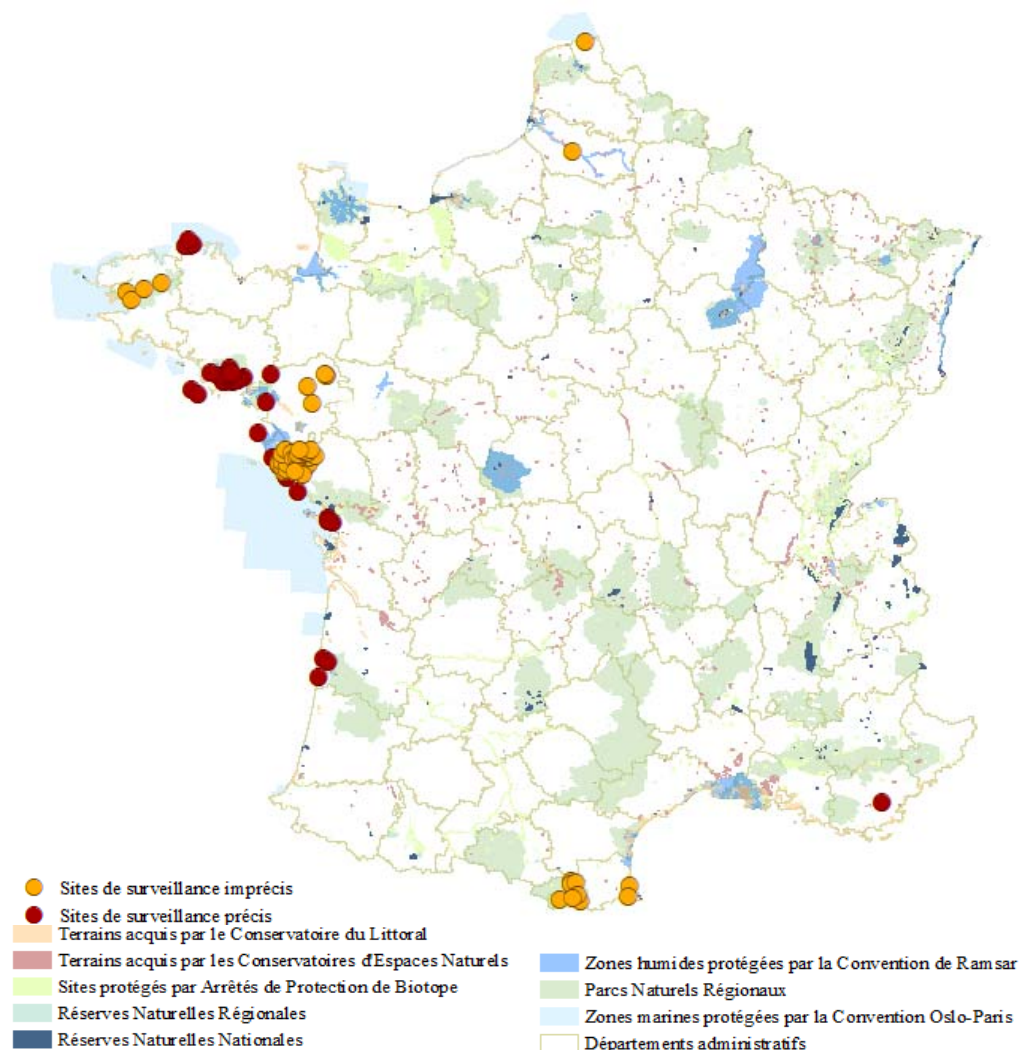 Sites de surveillance imprécis
Sites de surveillance précis
Terrains acquis par le Conservatoire du Littoral
Terrains acquis par les Conservatoires d'Espaces Naturels
Sites protégés par Arrêtés de Protection de Biotope
Réserves Naturelles Régionales
Réserves Naturelles Nationales
Zones humides protégées par la Convention de Ramsar
Parcs Naturels Régionaux
Zones marines protégées par la Convention Oslo-Paris
Départements administratifs